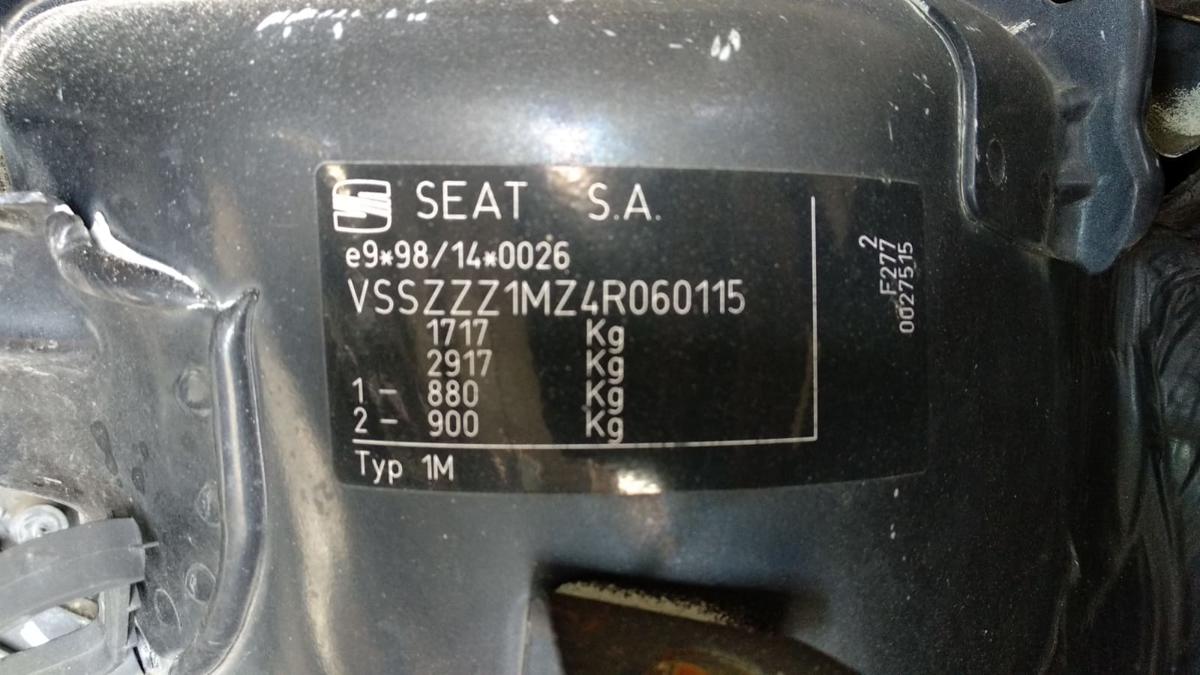 SEAT S.A.
e9*98/14*0026
VSSZZZ1MZ4R060115
1717 Kg
2917 Kg
1 - 880 Kg
2 - 900 Kg
Typ 1M
F277 2
0027515